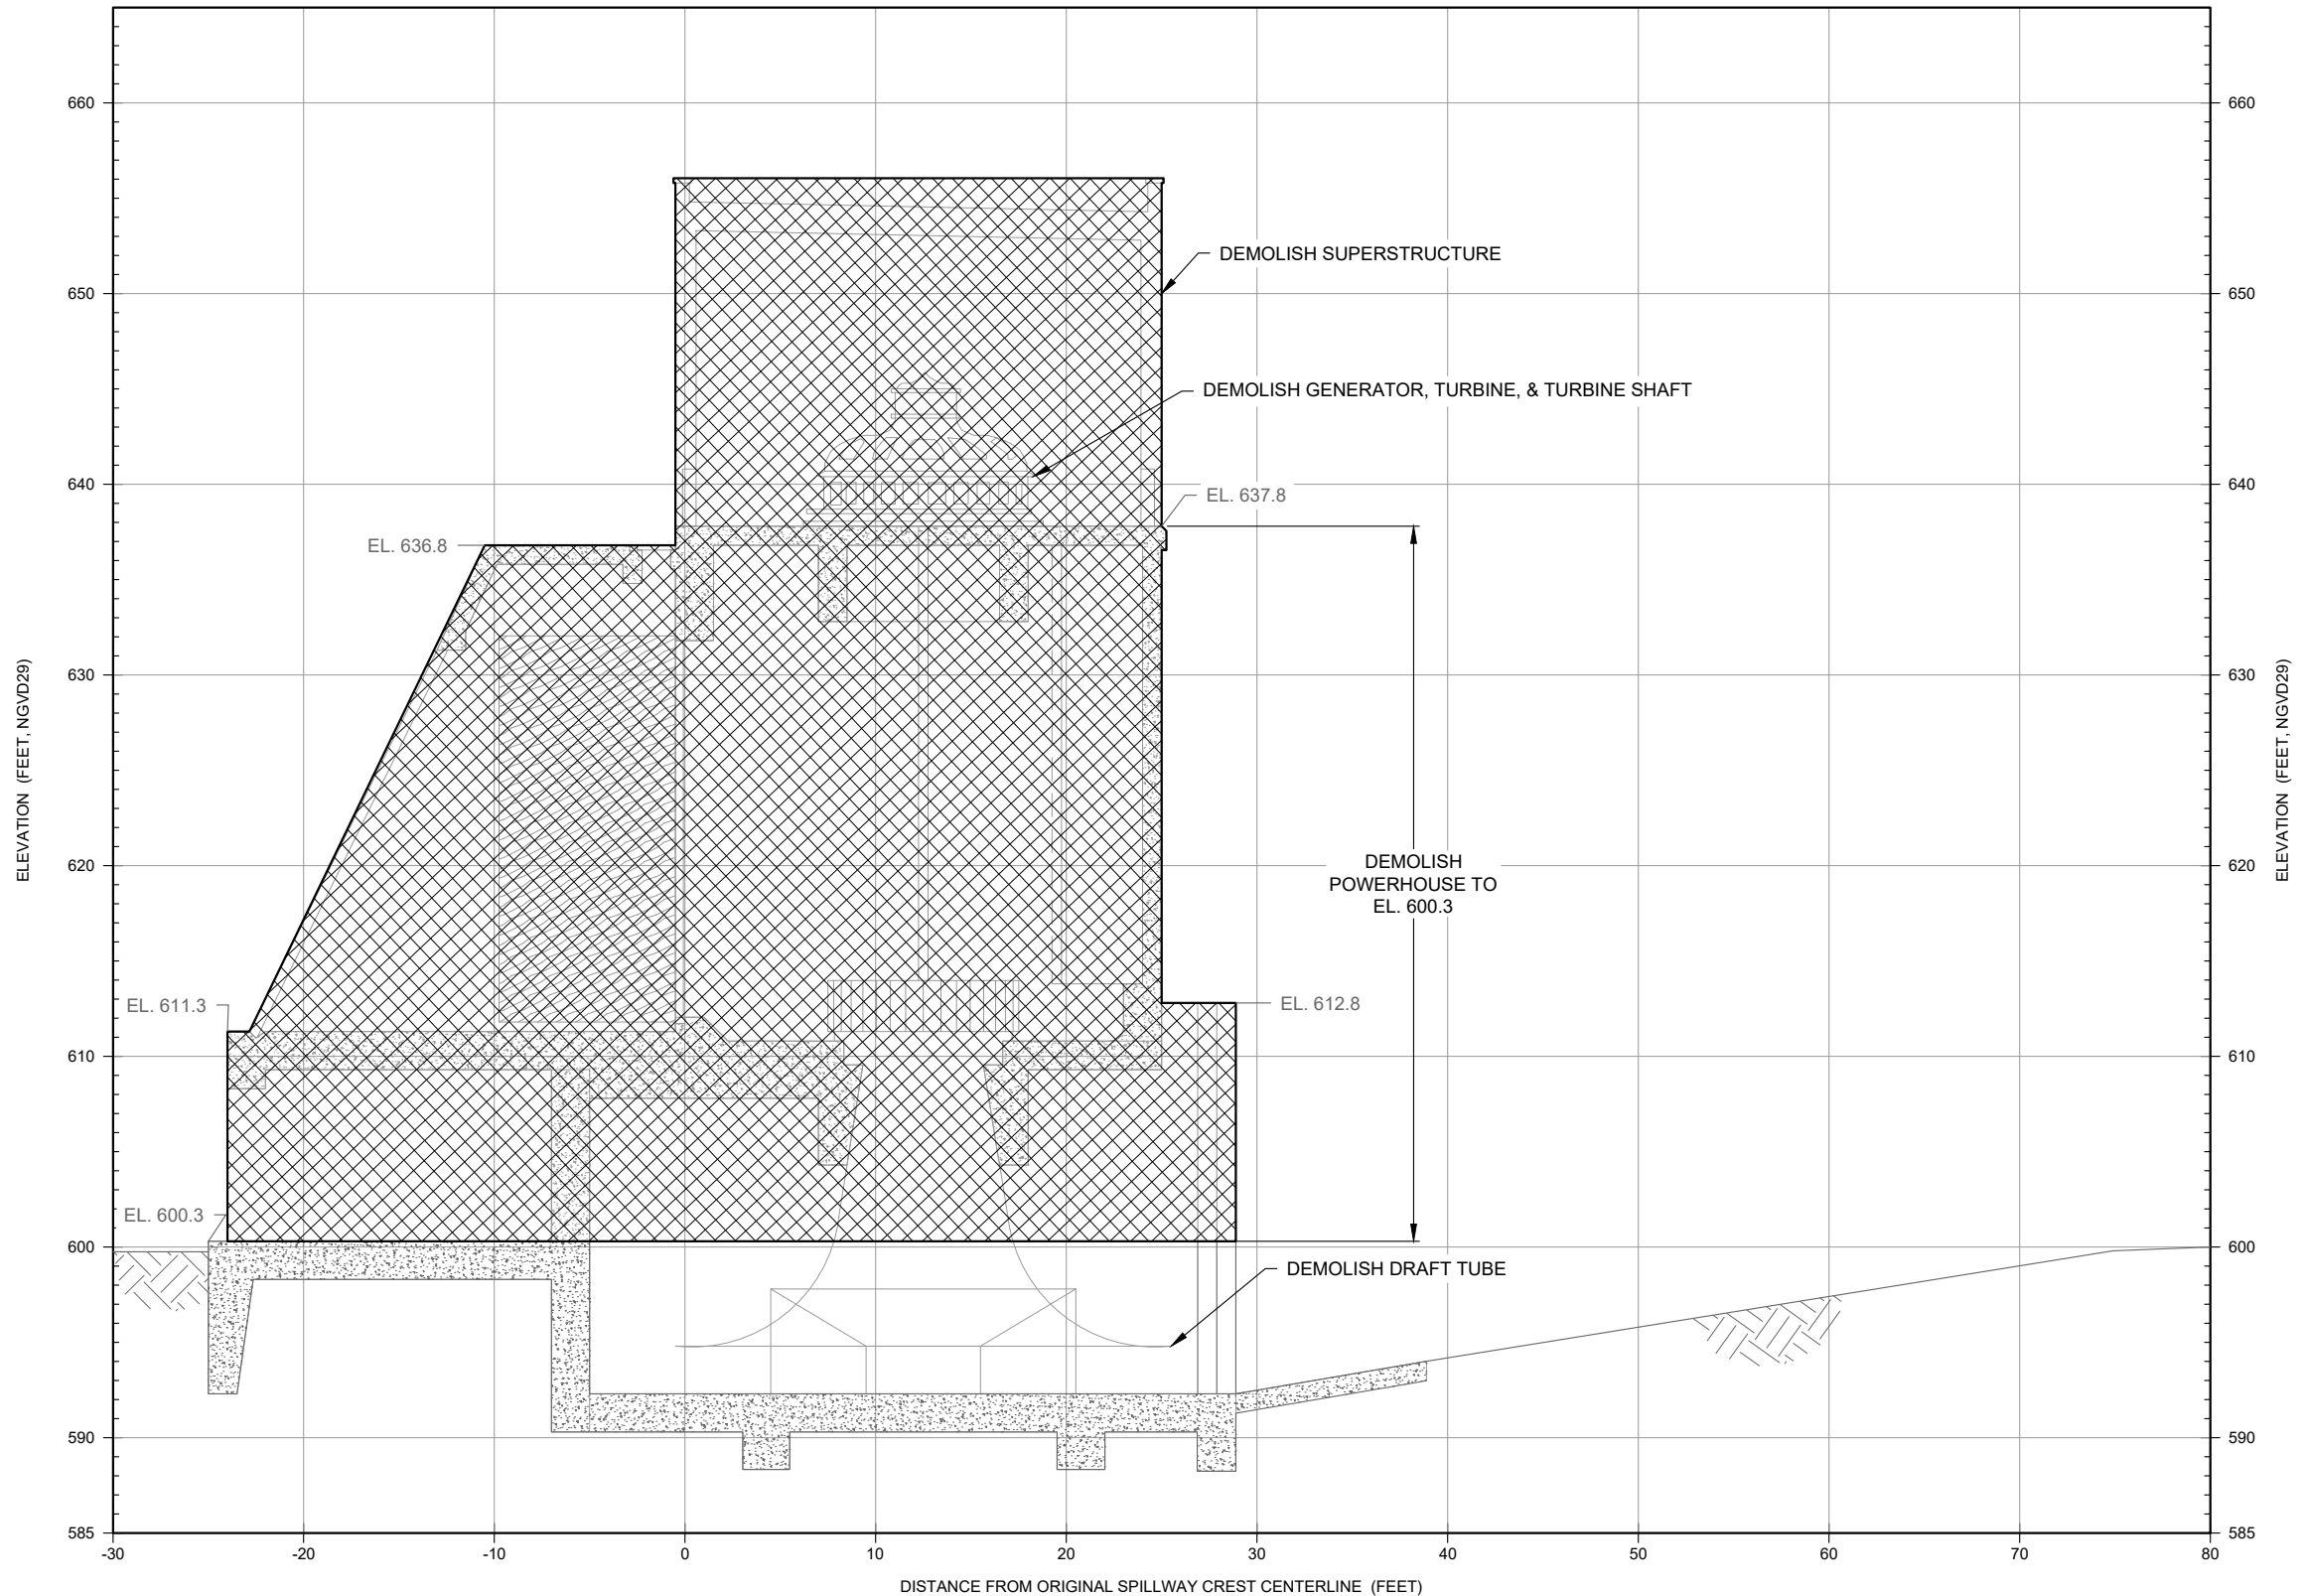 660
660
DEMOLISH SUPERSTRUCTURE
650
650
DEMOLISH GENERATOR, TURBINE, & TURBINE SHAFT
640
640
EL. 637.8
EL. 636.8
ELEVATION (FEET, NGVD29)
ELEVATION (FEET, NGVD29)
630
630
620
620
DEMOLISH
POWERHOUSE TO
EL. 600.3
EL. 611.3
EL. 612.8
610
610
EL. 600.3
600
600
DEMOLISH DRAFT TUBE
590
590
585
585
-30 -20 -10 0 10 20 30 40 50 60 70 80
DISTANCE FROM ORIGINAL SPILLWAY CREST CENTERLINE (FEET)